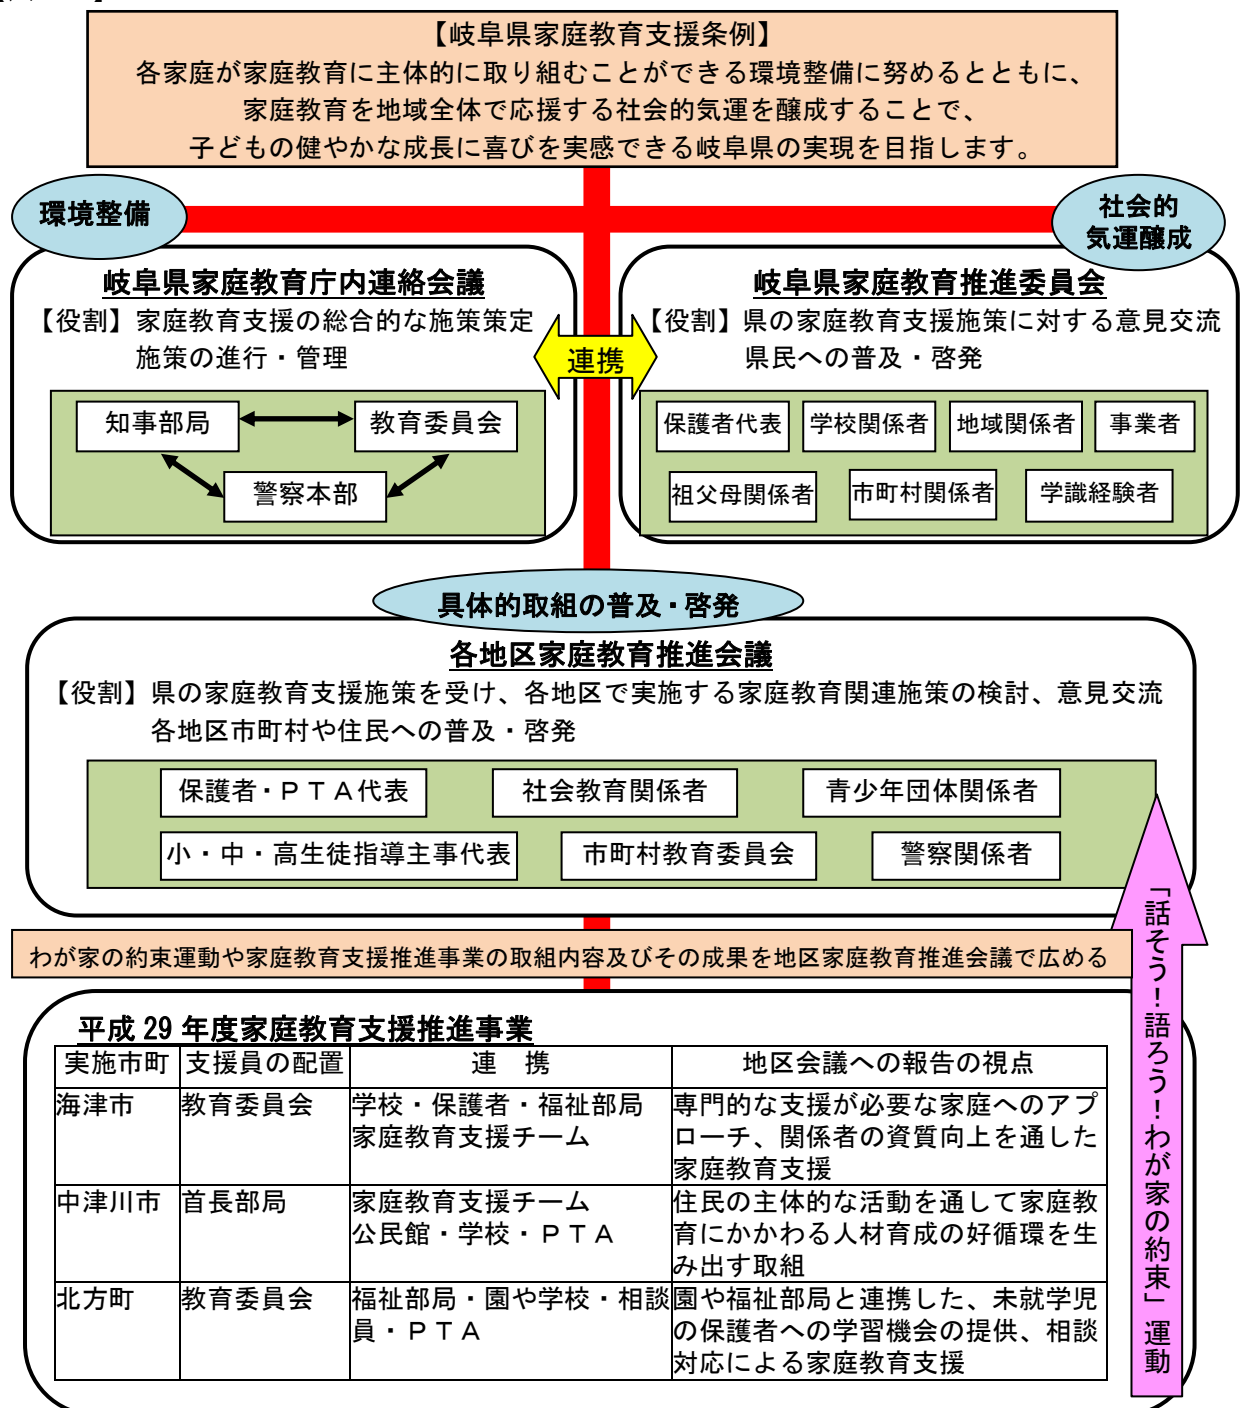 【岐阜県家庭教育支援条例】
各家庭が家庭教育に主体的に取り組むことができる環境整備に努めるとともに、
家庭教育を地域全体で応援する社会的気運を醸成することで、
子どもの健やかな成長に喜びを実感できる岐阜県の実現を目指します。
環境整備
社会的
気運醸成
岐阜県家庭教育庁内連絡会議
【役割】家庭教育支援の総合的な施策策定
施策の進行・管理
知事部局
教育委員会
警察本部
連携
岐阜県家庭教育推進委員会
【役割】県の家庭教育支援施策に対する意見交流
県民への普及・啓発
保護者代表
学校関係者
地域関係者
事業者
祖父母関係者
市町村関係者
学識経験者
具体的取組の普及・啓発
各地区家庭教育推進会議
【役割】県の家庭教育支援施策を受け、各地区で実施する家庭教育関連施策の検討、意見交流
各地区市町村や住民への普及・啓発
保護者・ＰＴＡ代表
社会教育関係者
青少年団体関係者
小・中・高生徒指導主事代表
市町村教育委員会
警察関係者
わが家の約束運動や家庭教育支援推進事業の取組内容及びその成果を地区家庭教育推進会議で広める
「話そう！語ろう！わが家の約束」運動
平成 29 年度家庭教育支援推進事業
実施市町
支援員の配置
連　携
地区会議への報告の視点
海津市
教育委員会
学校・保護者・福祉部局
家庭教育支援チーム
専門的な支援が必要な家庭へのアプ
ローチ、関係者の資質向上を通した
家庭教育支援
中津川市
首長部局
家庭教育支援チーム
公民館・学校・ＰＴＡ
住民の主体的な活動を通して家庭教
育にかかわる人材育成の好循環を生
み出す取組
北方町
教育委員会
福祉部局・園や学校・相談
員・ＰＴＡ
園や福祉部局と連携した、未就学児
の保護者への学習機会の提供、相談
対応による家庭教育支援